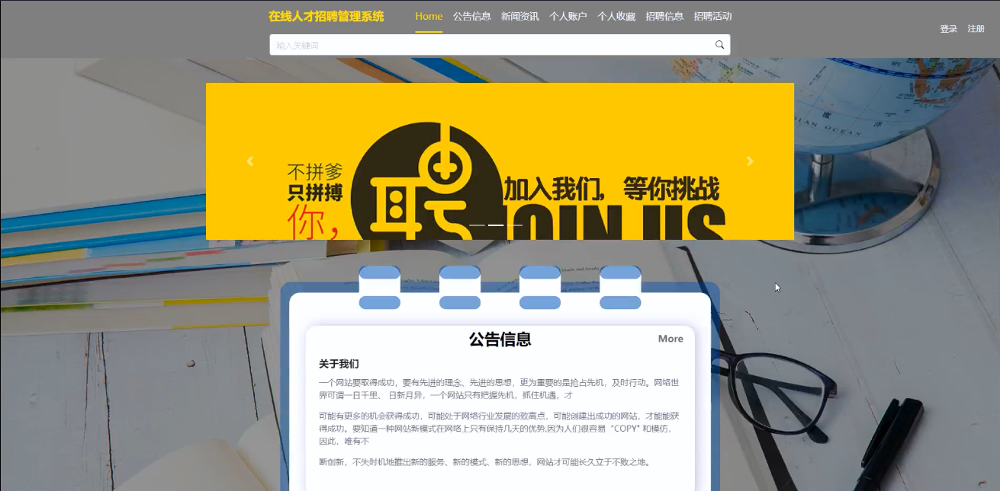 在线人才招聘管理系统
Home 公告信息 新闻资讯 个人账户 个人收藏 招聘信息 招聘活动
登录 注册
输入关键词
度 洋
DIAN OCEAN
不拼爹
只拼搏
你，
聘
加入我们，等你挑战
JOIN US
公告信息
More
关于我们
一个网站要取得成功，要有先进的理念、先进的思想，更为重要的是抢占先机，及时行动。网络世
界可谓一日千里、 日新月异，一个网站只有把握先机，抓住机遇，才
可能有更多的机会获得成功，可能处于网络行业发展的致高点，可能创建出成功的网站，才能能获
得成功。要知道一种网站新模式在网络上只有保持几天的优势,因为人们很容易“COPY" 和模仿，
因此，唯有不
断创新，不失时机地推出新的服务、新的模式、新的思想，网站才可能长久立于不败之地。